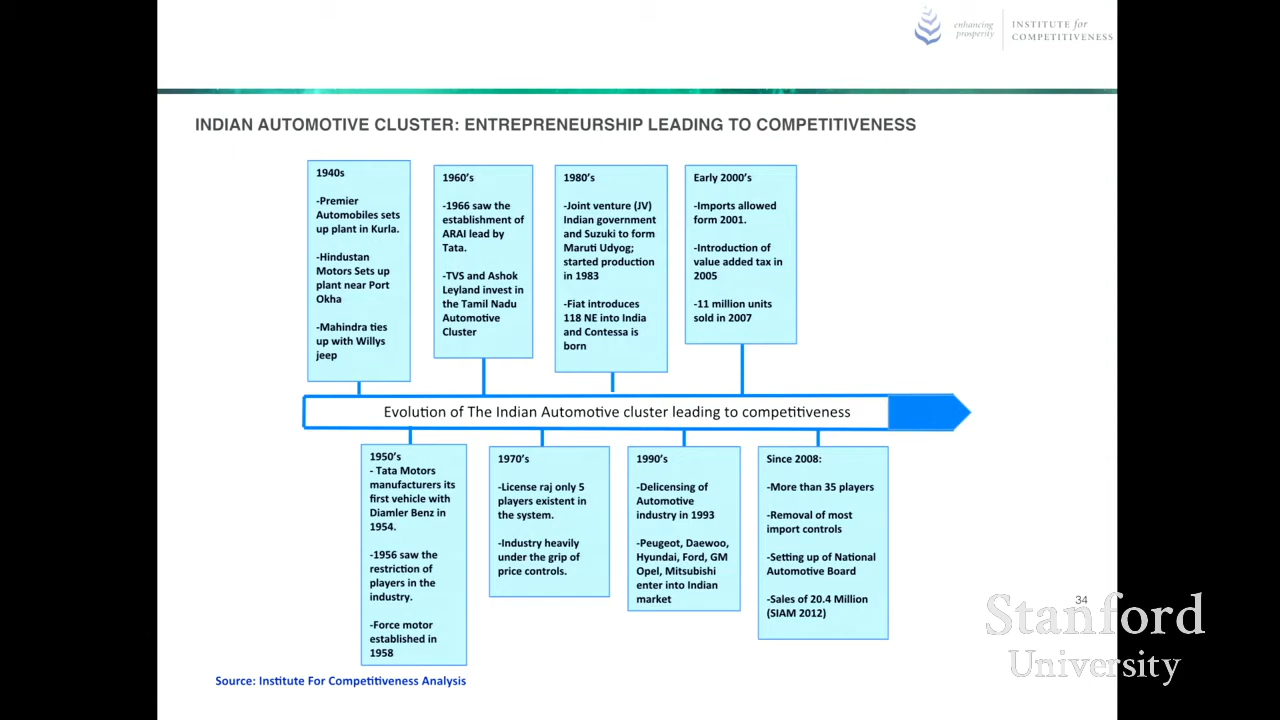 enhancing
prosperity
INSTITUTE for
COMPETITIVENESS
INDIAN AUTOMOTIVE CLUSTER: ENTREPRENEURSHIP LEADING TO COMPETITIVENESS
1940s
-Premier
Automobiles sets
up plant in Kurla.
-Hindustan
Motors Sets up
plant near Port
Okha
-Mahindra ties
up with Willys
jeep
1960's
-1966 saw the
establishment of
ARAI lead by
Tata.
-TVS and Ashok
Leyland invest in
the Tamil Nadu
Automotive
Cluster
1980's
-Joint venture (JV)
Indian government
and Suzuki to form
Maruti Udyog;
started production
in 1983
-Fiat introduces
118 NE into India
and Contessa is
born
Early 2000's
-Imports allowed
form 2001.
-Introduction of
value added tax in
2005
-11 million units
sold in 2007
Evolution of The Indian Automotive cluster leading to competitiveness
1950's
- Tata Motors
manufacturers its
first vehicle with
Diamler Benz in
1954.
-1956 saw the
restriction of
players in the
industry.
-Force motor
established in
1958
1970's
-License raj only 5
players existent in
the system.
-Industry heavily
under the grip of
price controls.
1990's
-Delicensing of
Automotive
industry in 1993
-Peugeot, Daewoo,
Hyundai, Ford, GM
Opel, Mitsubishi
enter into Indian
market
Since 2008:
-More than 35 players
-Removal of most
import controls
-Setting up of National
Automotive Board
-Sales of 20.4 Million
(SIAM 2012)
34
Stanford
University
Source: Institute For Competitiveness Analysis